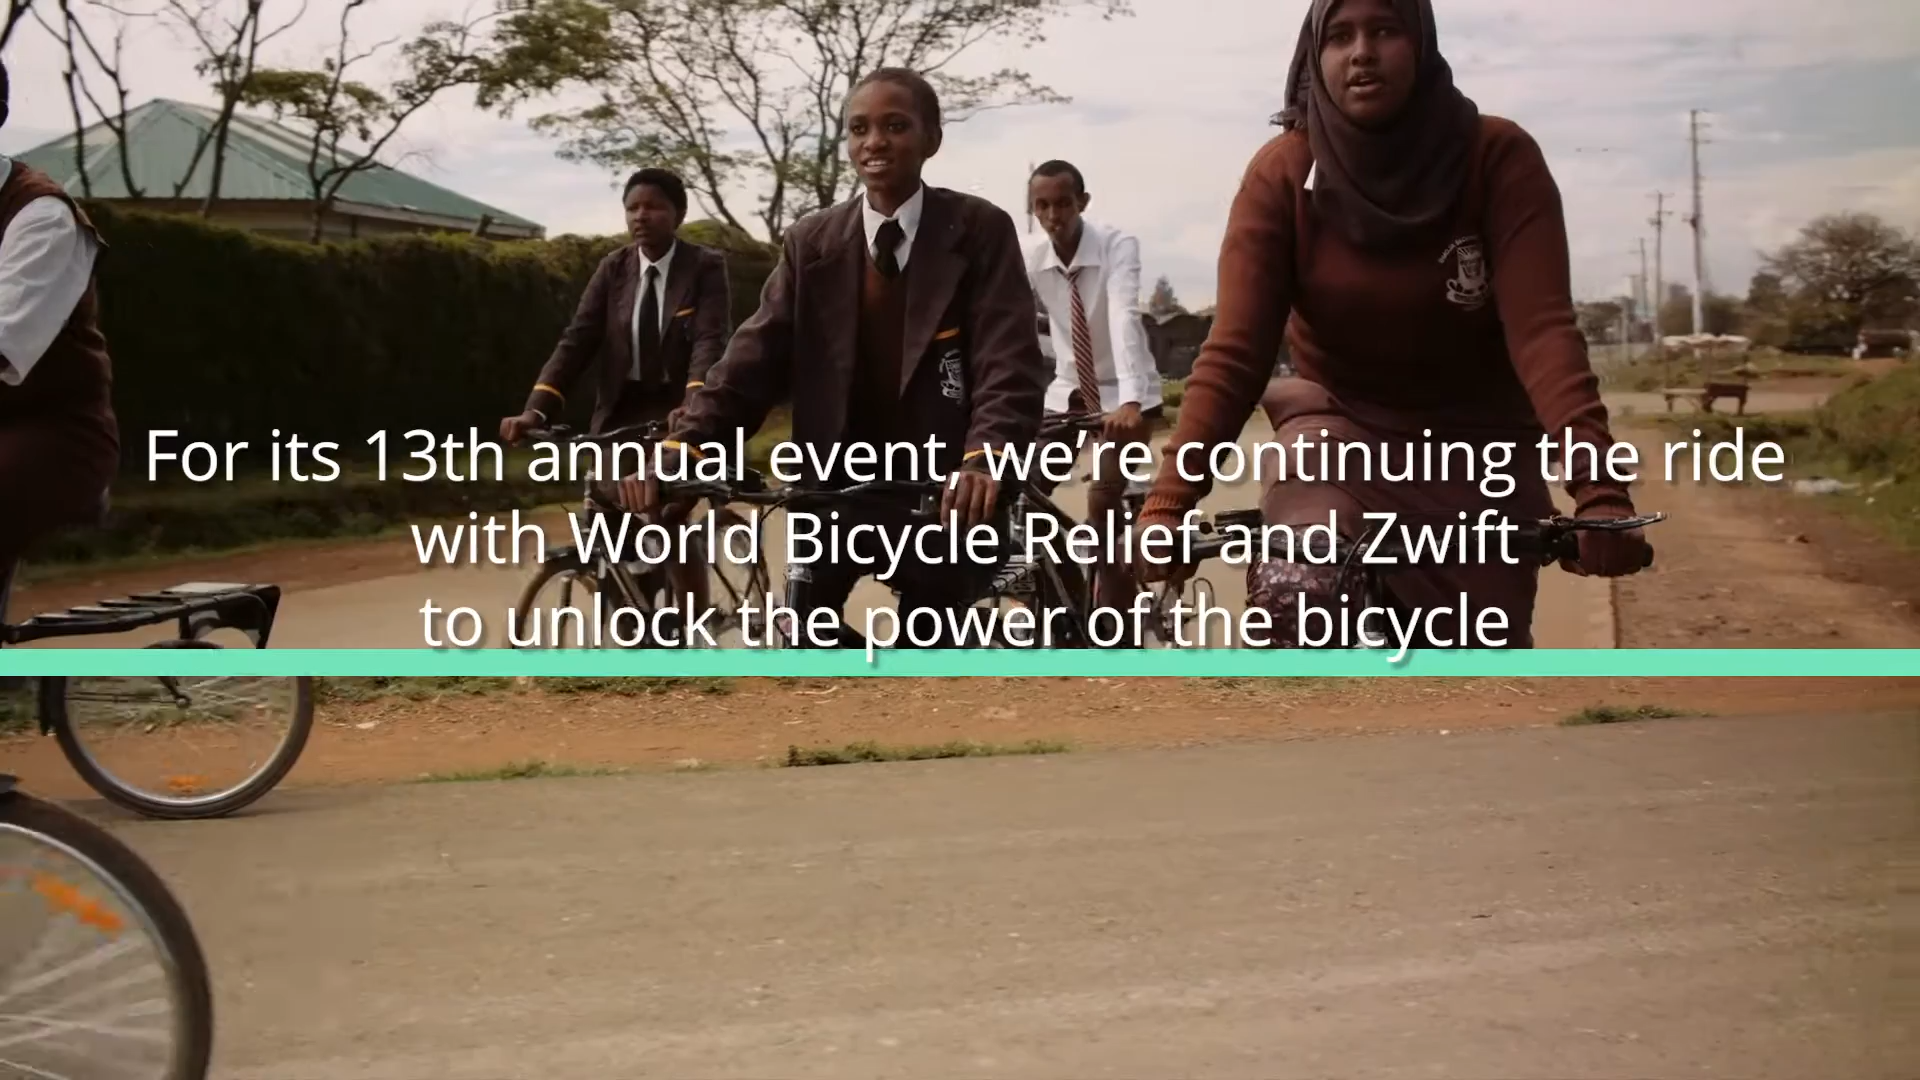 For its 13th annual event, we’re continuing the ride
with World Bicycle Relief and Zwift
to unlock the power of the bicycle